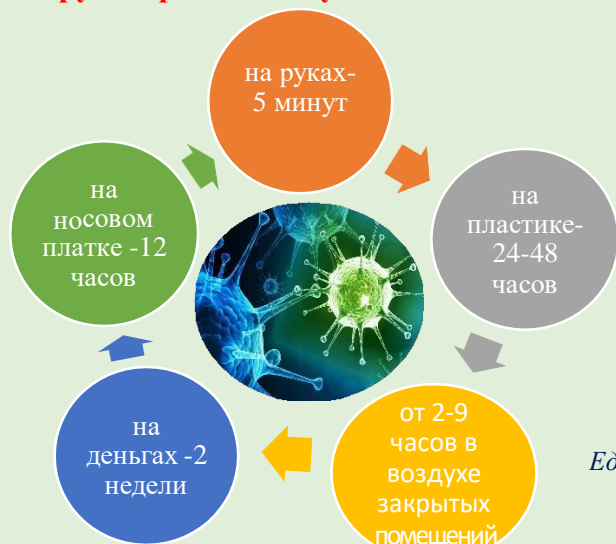 на руках-
5 минут
на
пластике-
24-48
часов
от 2-9
часов в
воздухе
закрытых
помещений
на
деньгах -2
недели
на
носовом
платке -12
часов